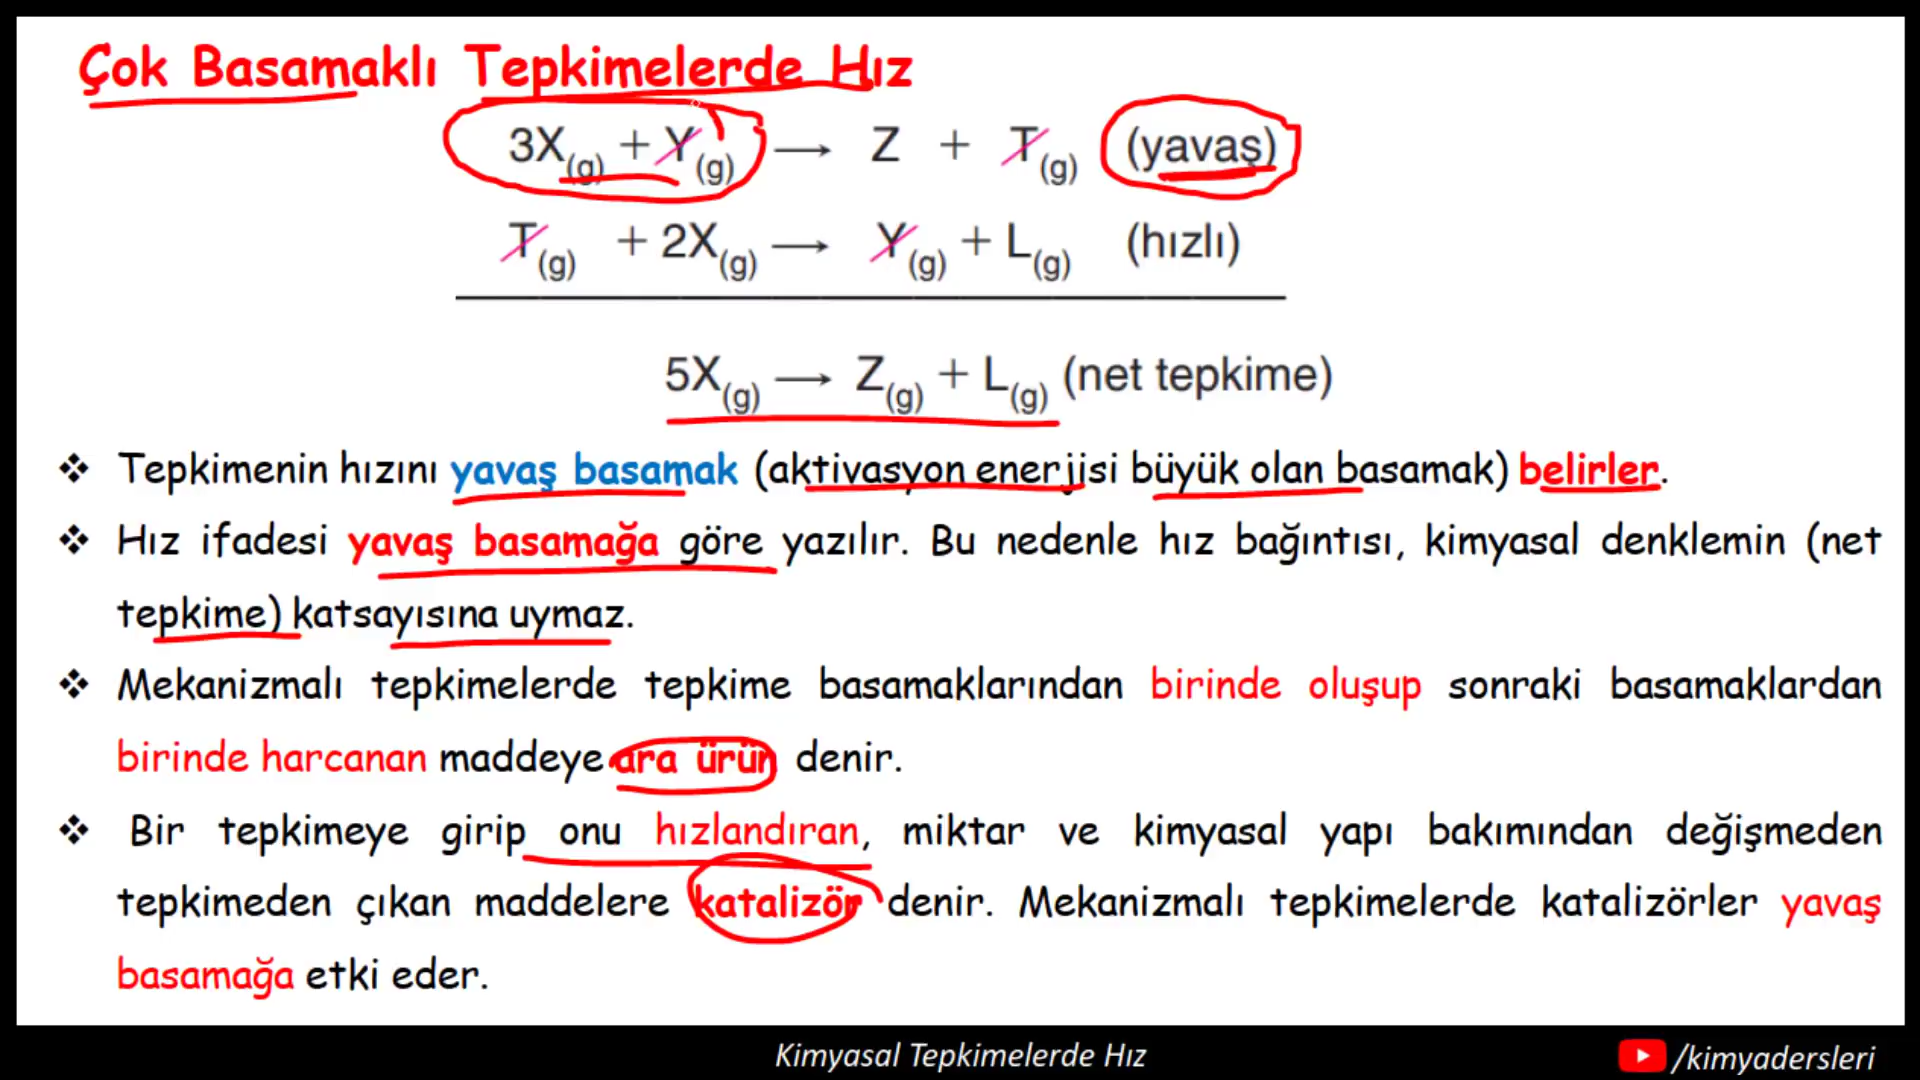 Çok Basamaklı Tepkimelerde Hız
3X(g) + Y(g) ⟶ Z + T(g) (yavaş)
T(g) + 2X(g) ⟶ Y(g) + L(g) (hızlı)
5X(g) ⟶ Z(g) + L(g) (net tepkime)
❖ Tepkimenin hızını yavaş basamak (aktivasyon enerjisi büyük olan basamak) belirler.
❖ Hız ifadesi yavaş basamağa göre yazılır. Bu nedenle hız bağıntısı, kimyasal denklemin (net
tepkime) katsayısına uymaz.
❖ Mekanizmalı tepkimelerde tepkime basamaklarından birinde oluşup sonraki basamaklardan
birinde harcanan maddeye ara ürün denir.
❖ Bir tepkimeye girip onu hızlandıran, miktar ve kimyasal yapı bakımından değişmeden
tepkimeden çıkan maddelere katalizör denir. Mekanizmalı tepkimelerde katalizörler yavaş
basamağa etki eder.
Kimyasal Tepkimelerde Hız
/kimyadersleri